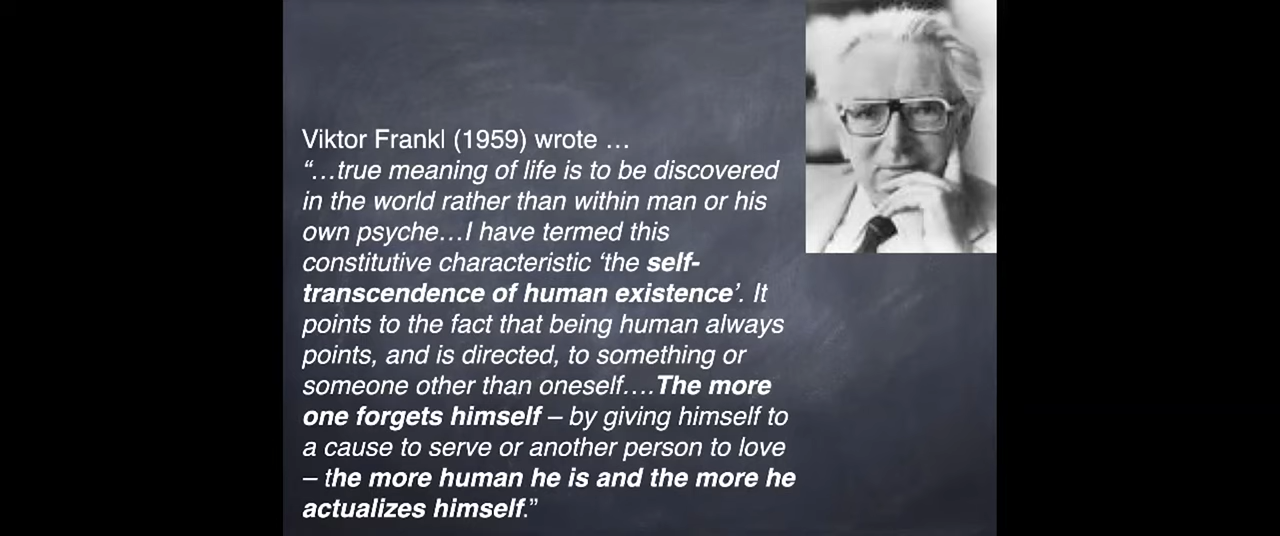 Viktor Frankl (1959) wrote …
“…true meaning of life is to be discovered
in the world rather than within man or his
own psyche…I have termed this
constitutive characteristic ‘the self-
transcendence of human existence’. It
points to the fact that being human always
points, and is directed, to something or
someone other than oneself….The more
one forgets himself – by giving himself to
a cause to serve or another person to love
– the more human he is and the more he
actualizes himself.”